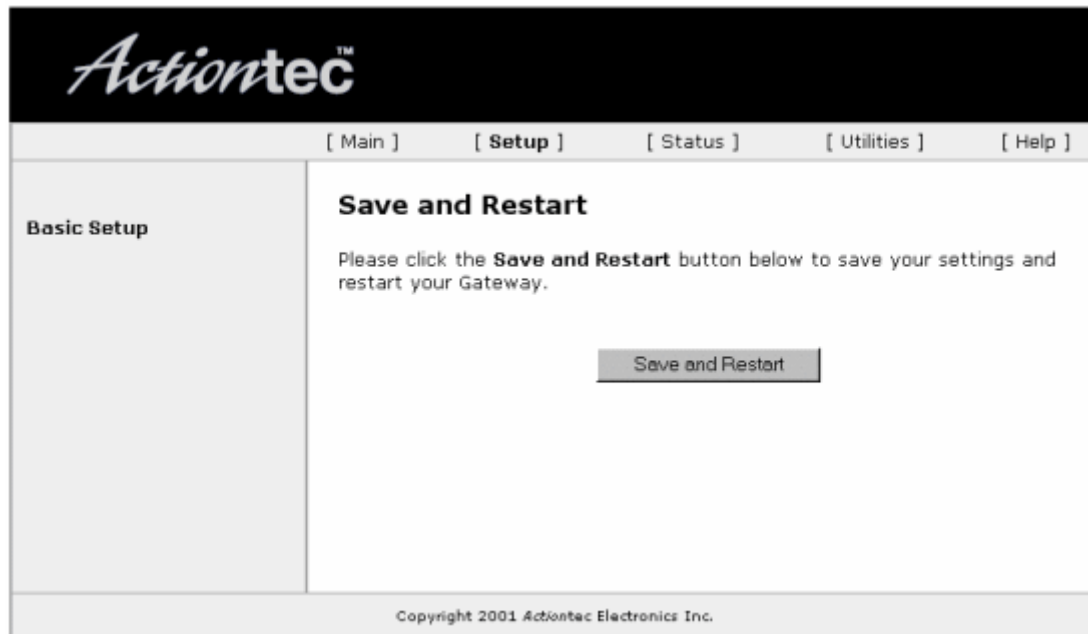 Actiontec™
[ Main ] [ Setup ] [ Status ] [ Utilities ] [ Help ]
Basic Setup
Save and Restart
Please click the Save and Restart button below to save your settings and
restart your Gateway.
Save and Restart
Copyright 2001 Actiontec Electronics Inc.